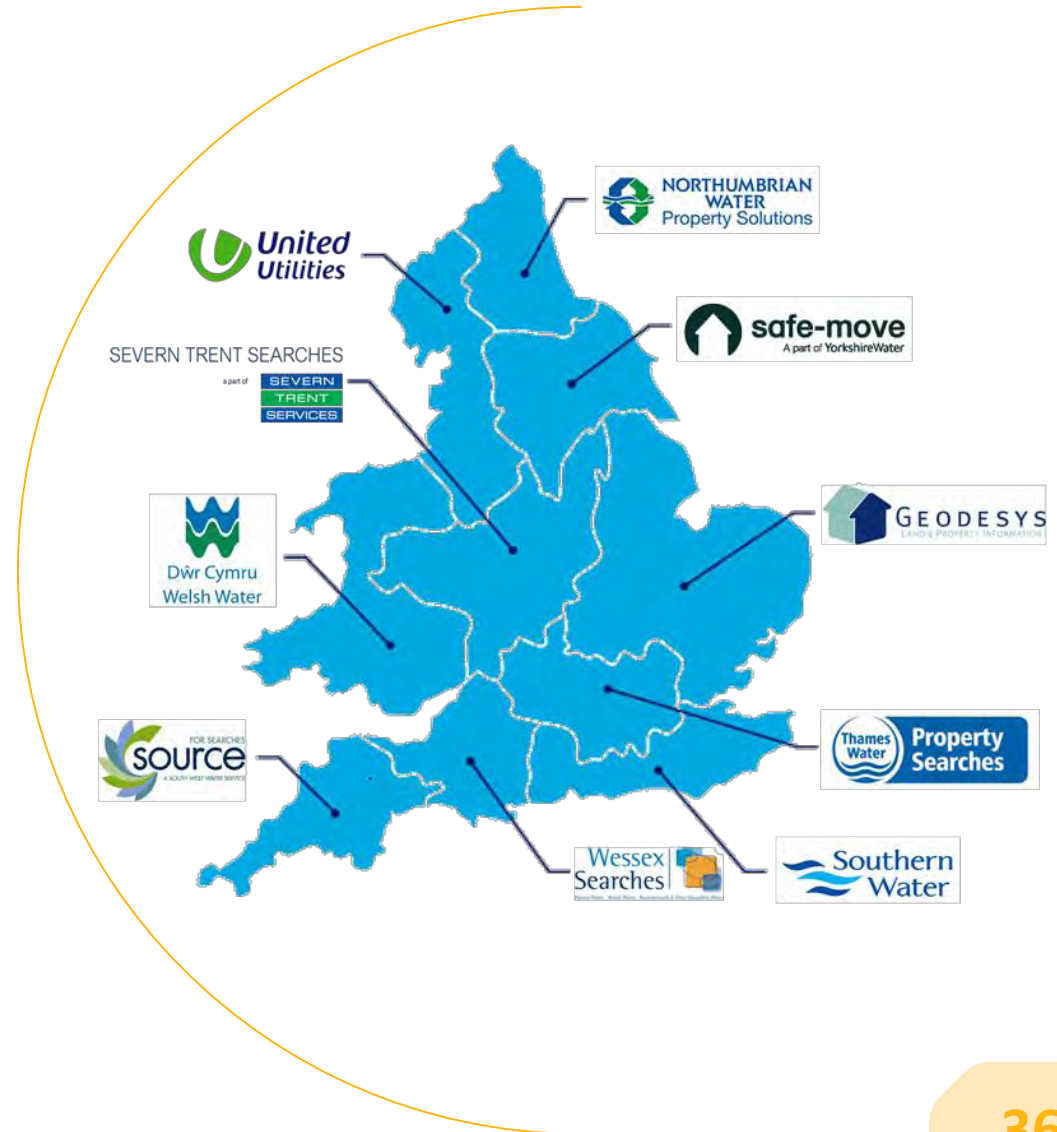 NORTHUMBRIAN
WATER
Property Solutions
United
Utilities
safe-move
A part of YorkshireWater
SEVERN TRENT SEARCHES
a part of
SEVERN
TRENT
SERVICES
GEODESYS
LAND & PROPERTY INFORMATION
Dŵr Cymru
Welsh Water
FOR SEARCHES
source
A SOUTH WEST WATER SERVICE
Thames
Water
Property
Searches
Wessex
Searches
Southern
Water
36